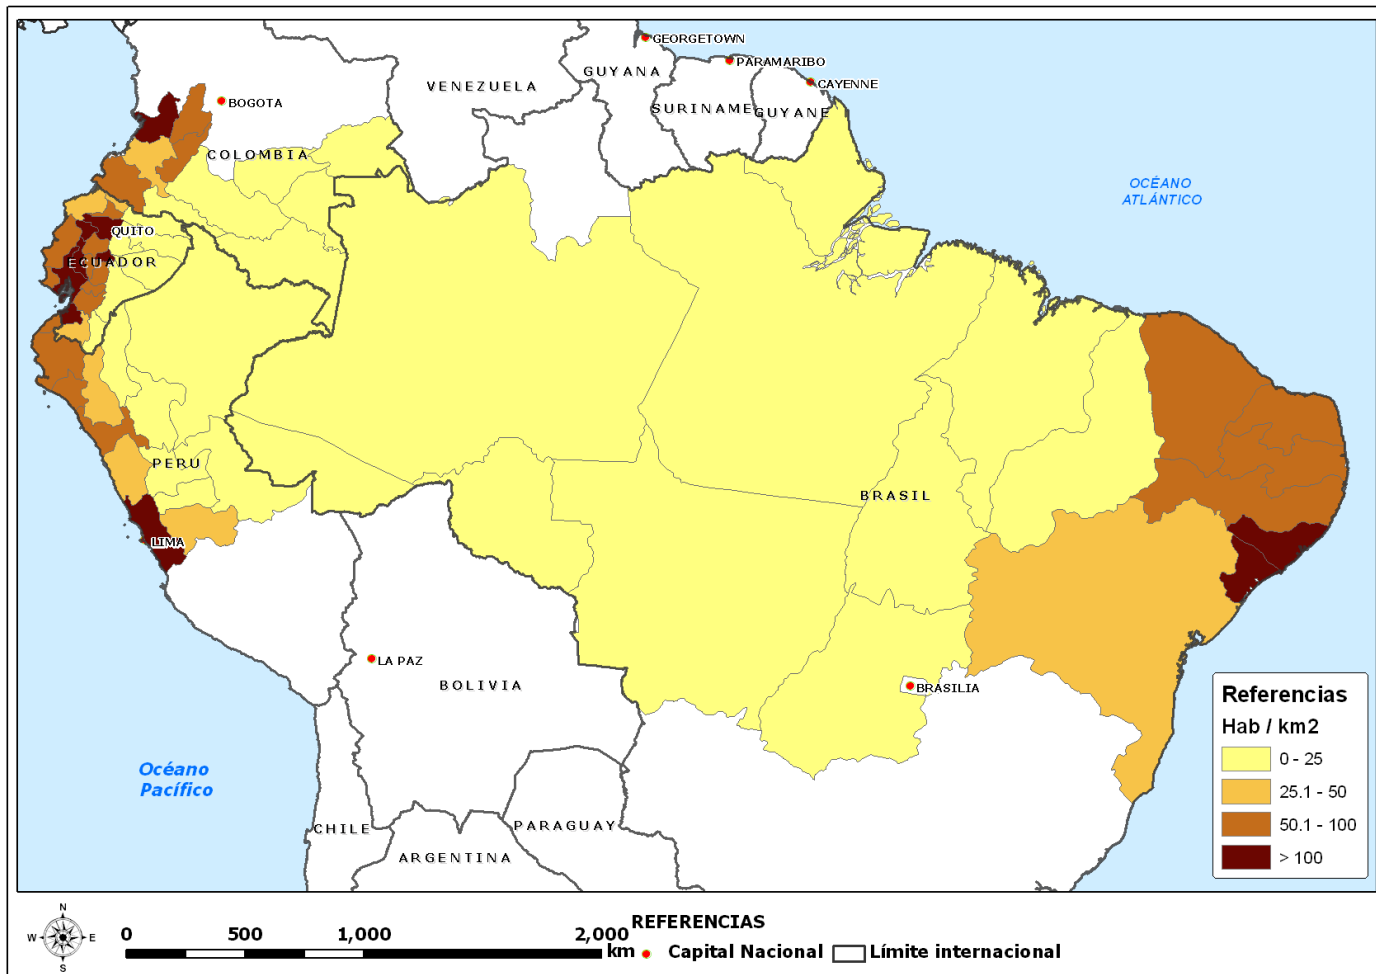 GEORGETOWN
PARAMARIBO
CAYENNE
GUYANA
VENEZUELA
SURINAME
GUYANE
BOGOTA
COLOMBIA
OCÉANO
ATLÁNTICO
QUITO
ECUADOR
PERU
BRASIL
LIMA
LA PAZ
BOLIVIA
BRASILIA
Océano
Pacífico
CHILE
PARAGUAY
ARGENTINA
Referencias
Hab / km2
0 - 25
25.1 - 50
50.1 - 100
> 100
N
W
E
S
0
500
1,000
2,000
km
REFERENCIAS
Capital Nacional
Límite internacional